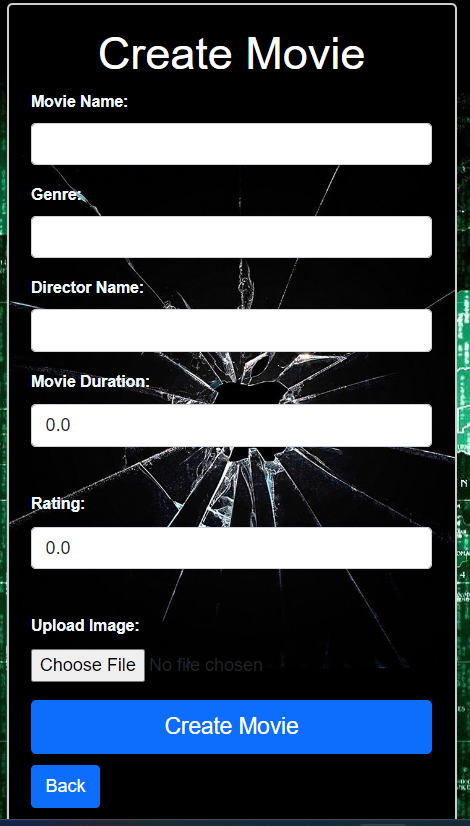 Create Movie
Movie Name:
Genre:
Director Name:
Movie Duration:
0.0
Rating:
0.0
Upload Image:
Choose File No file chosen
Create Movie
Back